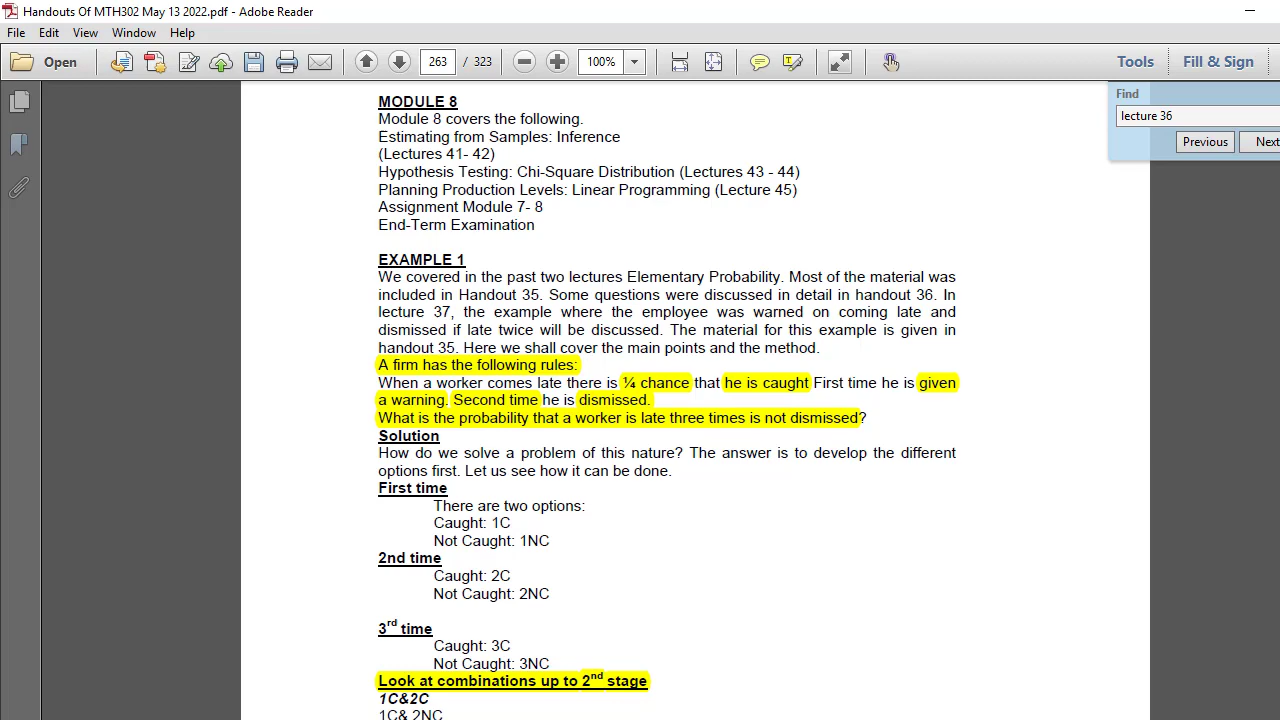 Handouts Of MTH302 May 13 2022.pdf - Adobe Reader
File Edit View Window Help
Open 263 / 323 100% Tools Fill & Sign
Find
lecture 36
Previous Next
MODULE 8
Module 8 covers the following.
Estimating from Samples: Inference
(Lectures 41- 42)
Hypothesis Testing: Chi-Square Distribution (Lectures 43 - 44)
Planning Production Levels: Linear Programming (Lecture 45)
Assignment Module 7- 8
End-Term Examination
EXAMPLE 1
We covered in the past two lectures Elementary Probability. Most of the material was
included in Handout 35. Some questions were discussed in detail in handout 36. In
lecture 37, the example where the employee was warned on coming late and
dismissed if late twice will be discussed. The material for this example is given in
handout 35. Here we shall cover the main points and the method.
A firm has the following rules:
When a worker comes late there is ¼ chance that he is caught First time he is given
a warning. Second time he is dismissed.
What is the probability that a worker is late three times is not dismissed?
Solution
How do we solve a problem of this nature? The answer is to develop the different
options first. Let us see how it can be done.
First time
There are two options:
Caught: 1C
Not Caught: 1NC
2nd time
Caught: 2C
Not Caught: 2NC
3rd time
Caught: 3C
Not Caught: 3NC
Look at combinations up to 2nd stage
1C&2C
1C& 2NC